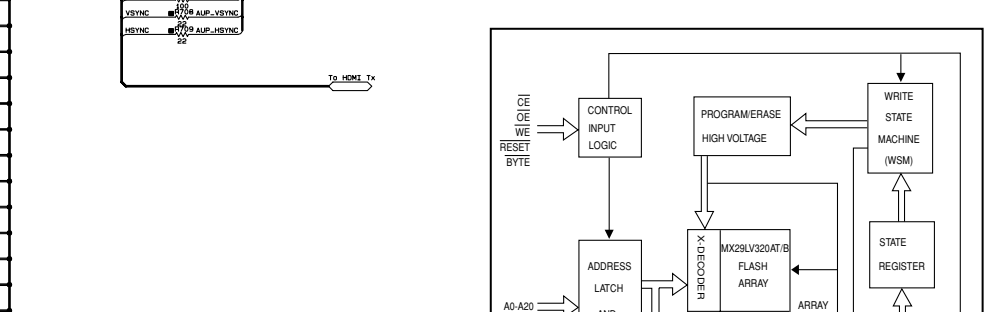 100
VSYNC R708 AUP_VSYNC
22
HSYNC R709 AUP_HSYNC
22
To HDMI Tx
CE
OE
WE
RESET
BYTE
CONTROL
INPUT
LOGIC
PROGRAM/ERASE
HIGH VOLTAGE
WRITE
STATE
MACHINE
(WSM)
STATE
REGISTER
X-DECODER
MX29LV320AT/B
FLASH
ARRAY
ARRAY
ADDRESS
LATCH
AND
A0-A20